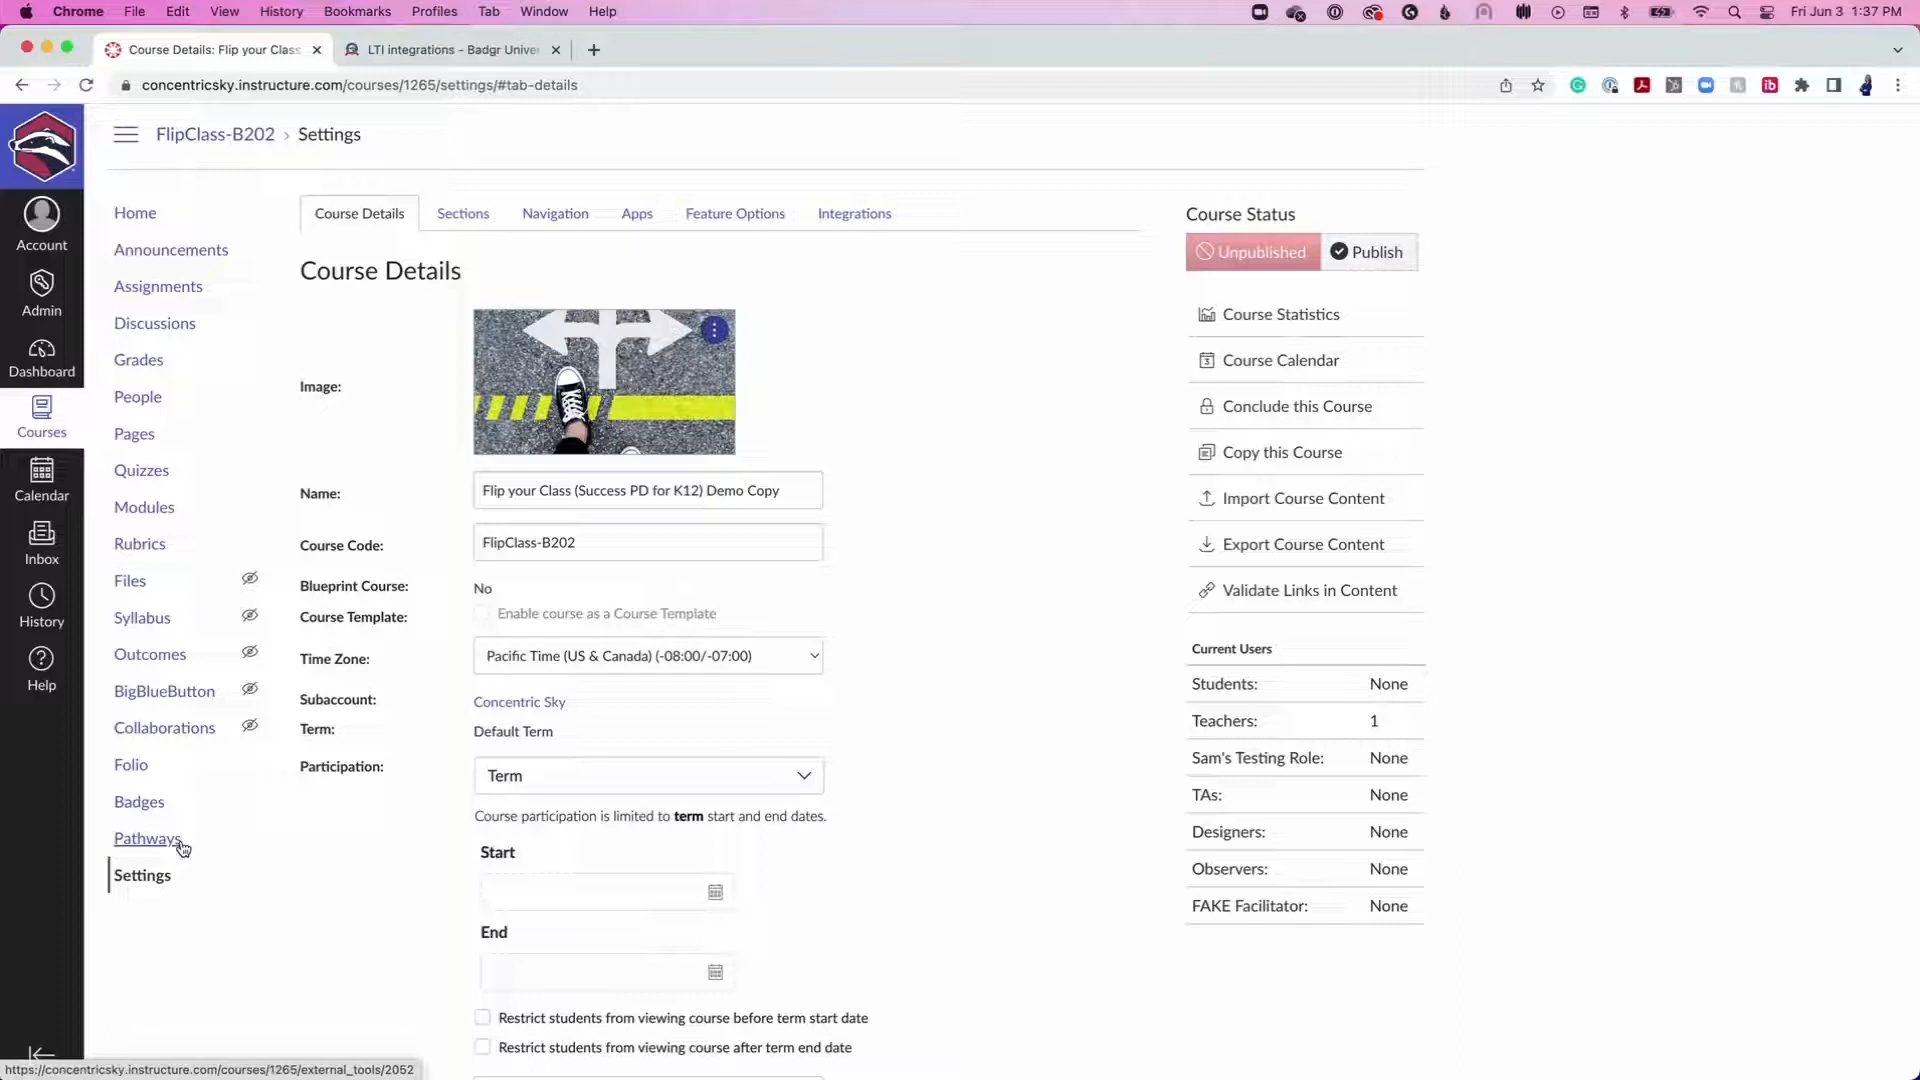 Chrome File Edit View History Bookmarks Profiles Tab Window Help Fri Jun 3 1:37 PM
Course Details: Flip your Class
LTI integrations – Badgr Univer
concentricsky.instructure.com/courses/1265/settings/#tab-details
FlipClass-B202 › Settings
Account
Admin
Dashboard
Courses
Calendar
Inbox
History
Help
Home
Announcements
Assignments
Discussions
Grades
People
Pages
Quizzes
Modules
Rubrics
Files
Syllabus
Outcomes
BigBlueButton
Collaborations
Folio
Badges
Pathways
Settings
Course Details Sections Navigation Apps Feature Options Integrations
Course Details
Image:
Name: Flip your Class (Success PD for K12) Demo Copy
Course Code: FlipClass-B202
Blueprint Course: No
Course Template: Enable course as a Course Template
Time Zone: Pacific Time (US & Canada) (-08:00/-07:00)
Subaccount: Concentric Sky
Term: Default Term
Participation: Term
Course participation is limited to term start and end dates.
Start
End
Restrict students from viewing course before term start date
Restrict students from viewing course after term end date
Course Status
Unpublished Publish
Course Statistics
Course Calendar
Conclude this Course
Copy this Course
Import Course Content
Export Course Content
Validate Links in Content
Current Users
Students: None
Teachers: 1
Sam's Testing Role: None
TAs: None
Designers: None
Observers: None
FAKE Facilitator: None
https://concentricsky.instructure.com/courses/1265/external_tools/2052